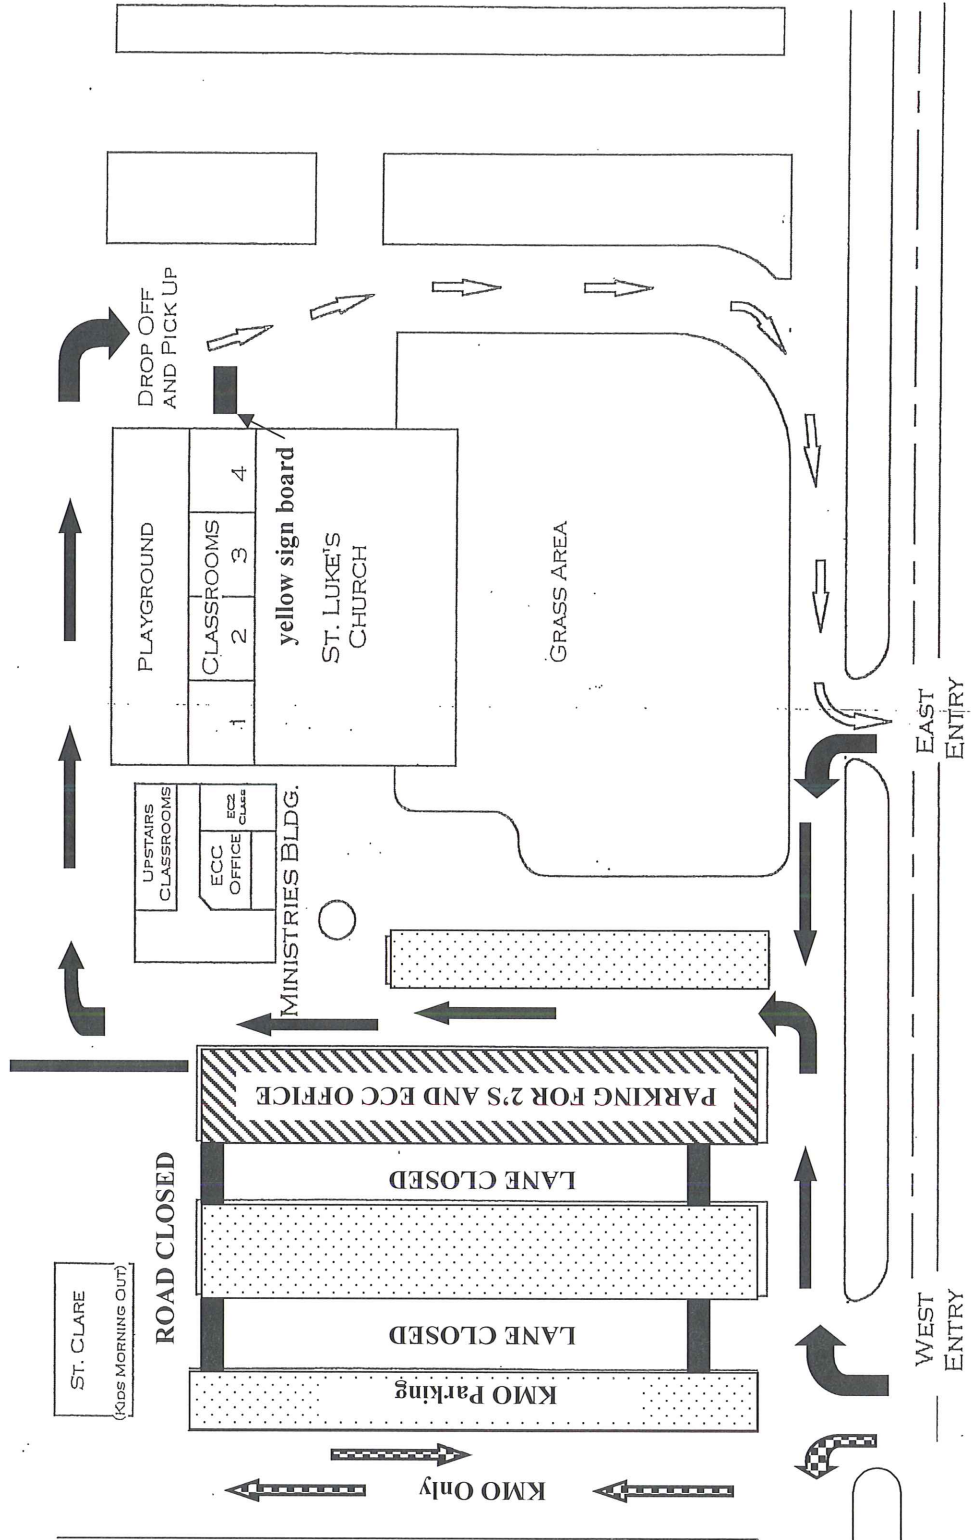 DROP OFF
AND PICK UP
PLAYGROUND
CLASSROOMS
1
2
3
4
yellow sign board
ST. LUKE'S
CHURCH
GRASS AREA
UPSTAIRS
CLASSROOMS
ECC
OFFICE
EC2
CLASS
MINISTRIES BLDG.
PARKING FOR 2'S AND ECC OFFICE
LANE CLOSED
LANE CLOSED
ROAD CLOSED
ST. CLARE
(KIDS MORNING OUT)
KMO Parking
KMO Only
EAST
ENTRY
WEST
ENTRY